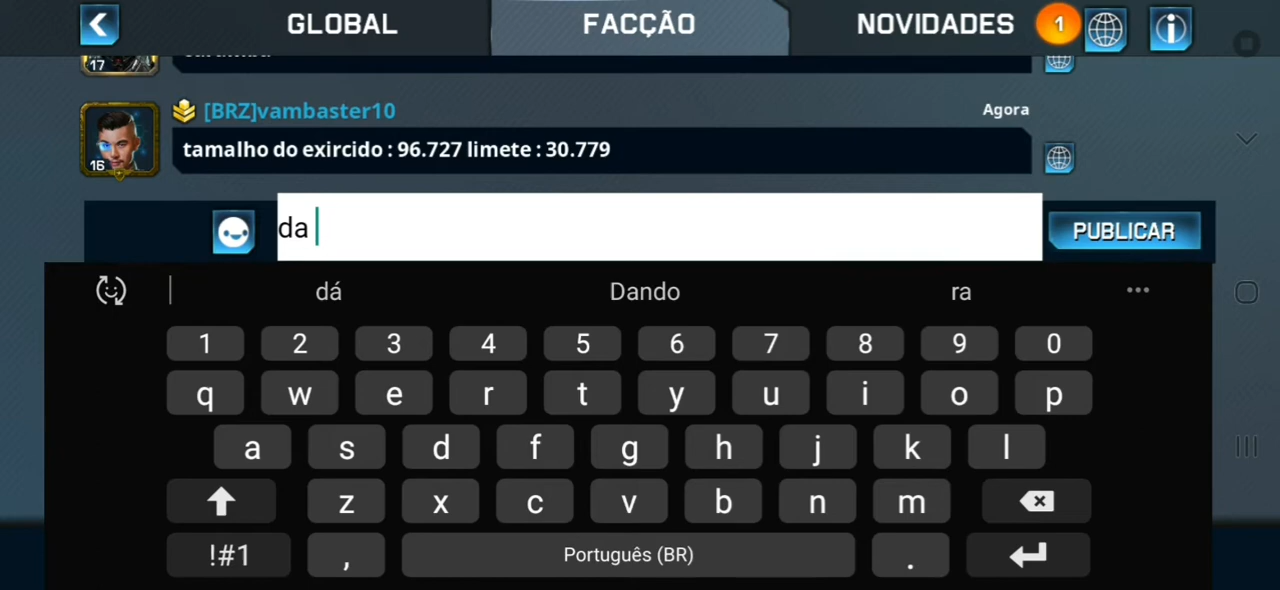 GLOBAL
FACÇÃO
NOVIDADES
1
17
[BRZ]vambaster10
Agora
16
tamalho do exircido : 96.727 limete : 30.779
da
PUBLICAR
dá
Dando
ra
1 2 3 4 5 6 7 8 9 0
q w e r t y u i o p
a s d f g h j k l
z x c v b n m
!#1 , Português (BR) .